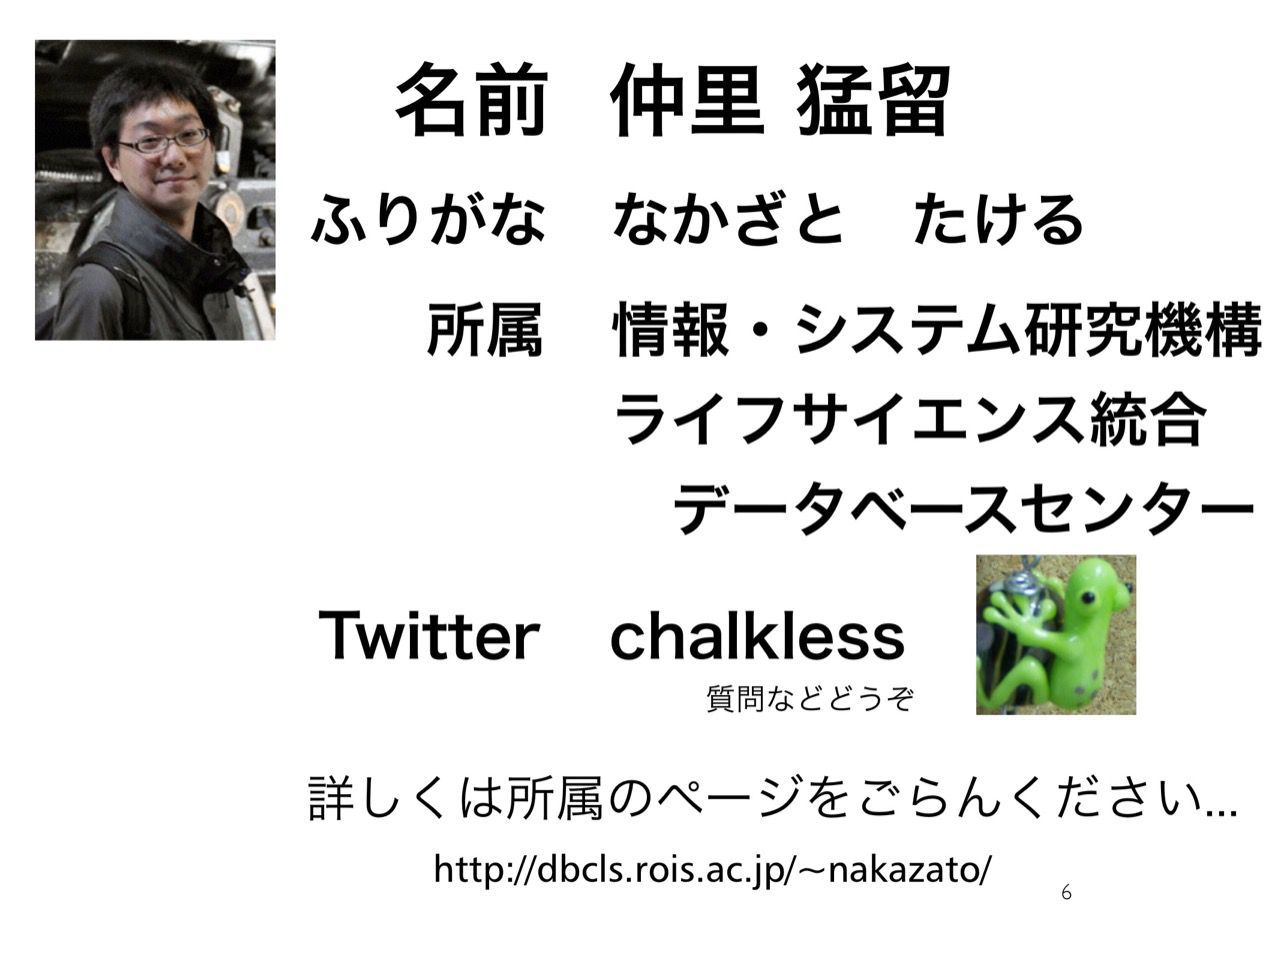 名前 仲里 猛留
ふりがな なかざと たける
所属 情報・システム研究機構
ライフサイエンス統合
データベースセンター
Twitter chalkless
質問などどうぞ
詳しくは所属のページをごらんください...
http://dbcls.rois.ac.jp/~nakazato/
6